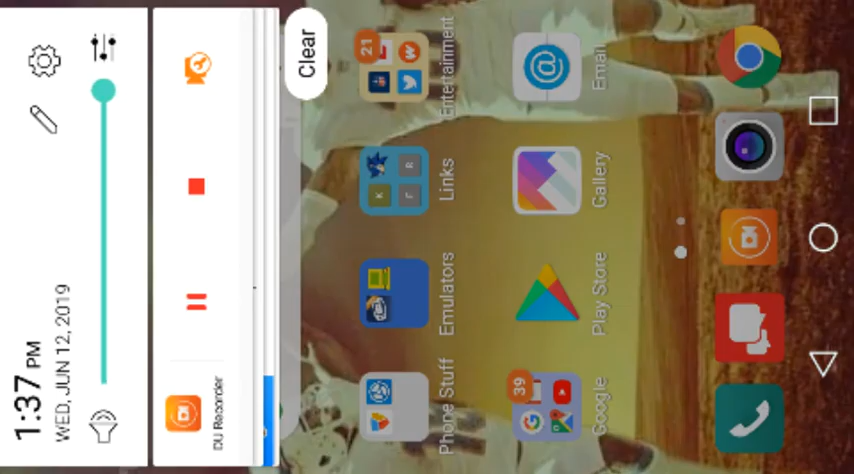 1:37 PM
WED, JUN 12, 2019
DU Recorder
Clear
Phone Stuff
Emulators
Links
21
Entertainment
39
Google
Play Store
Gallery
@
Email